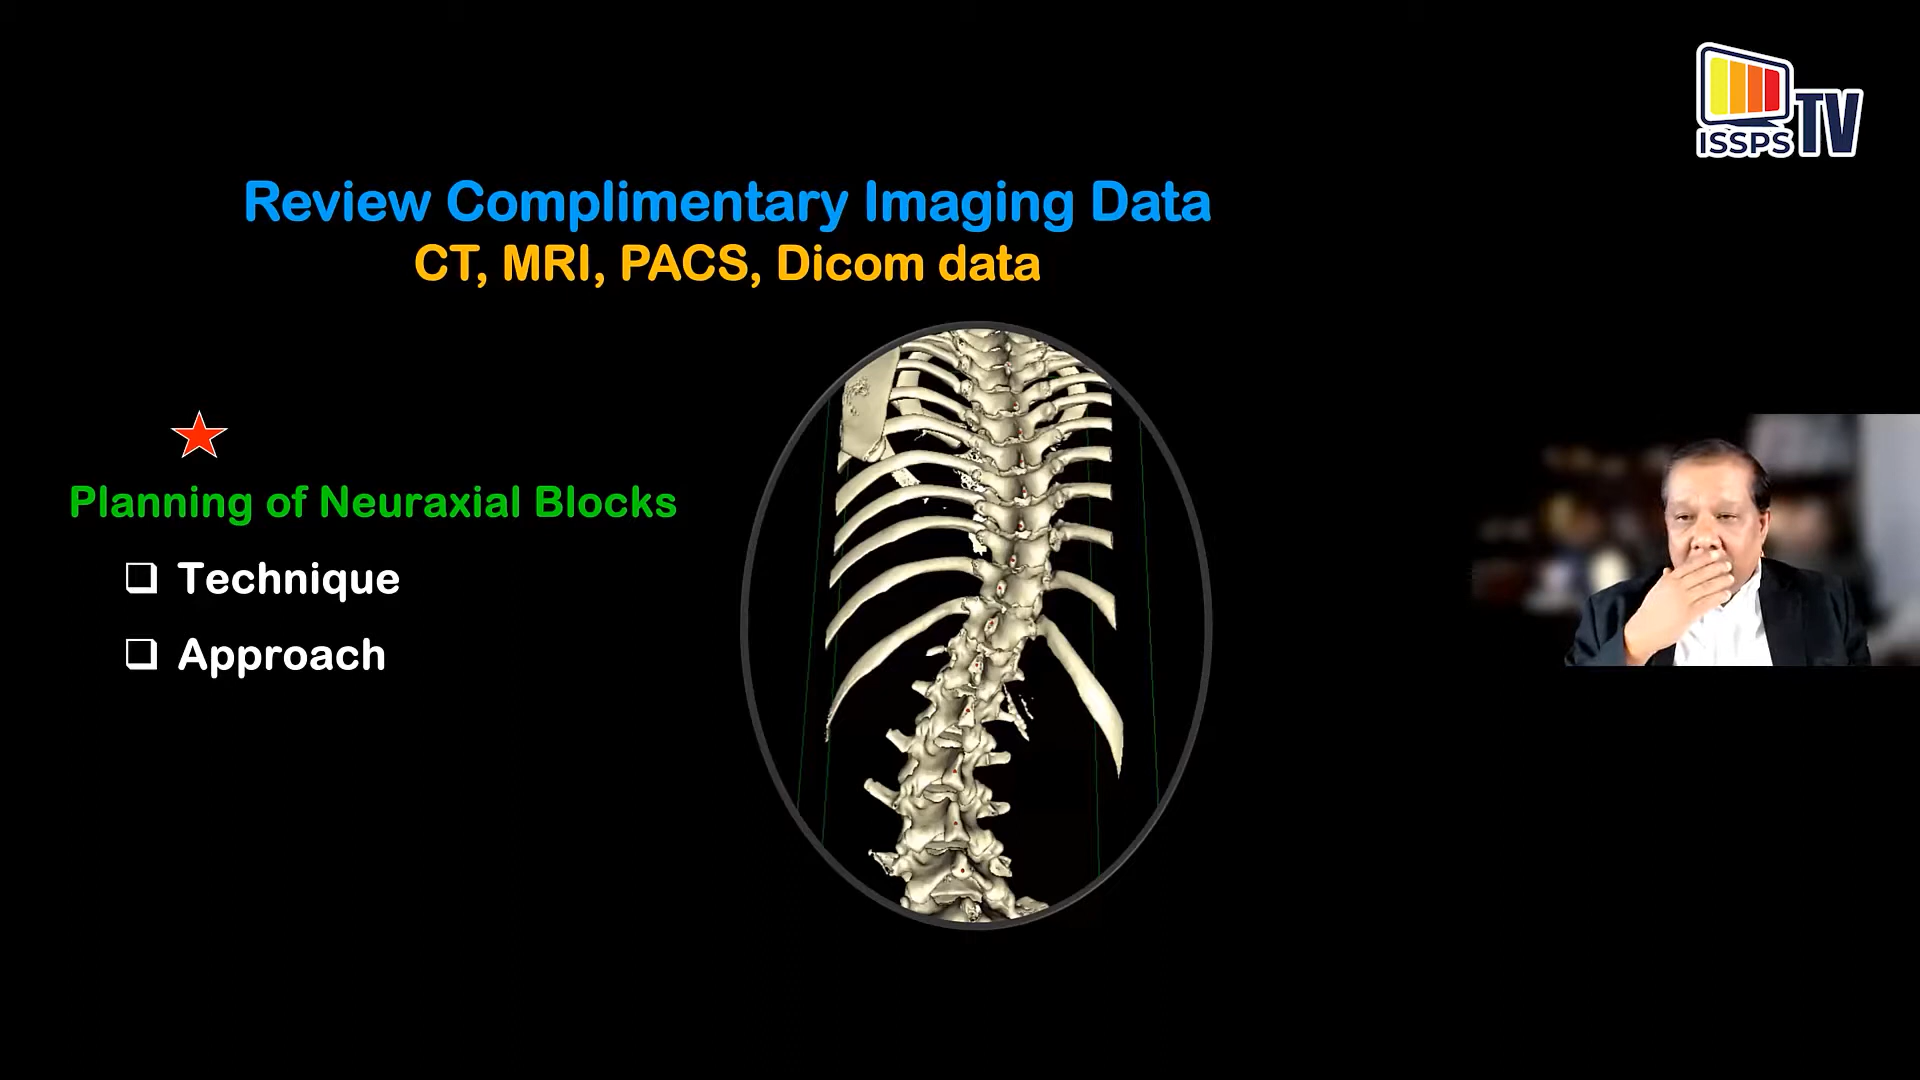 ISSPS TV
Review Complimentary Imaging Data
CT, MRI, PACS, Dicom data
Planning of Neuraxial Blocks
Technique
Approach